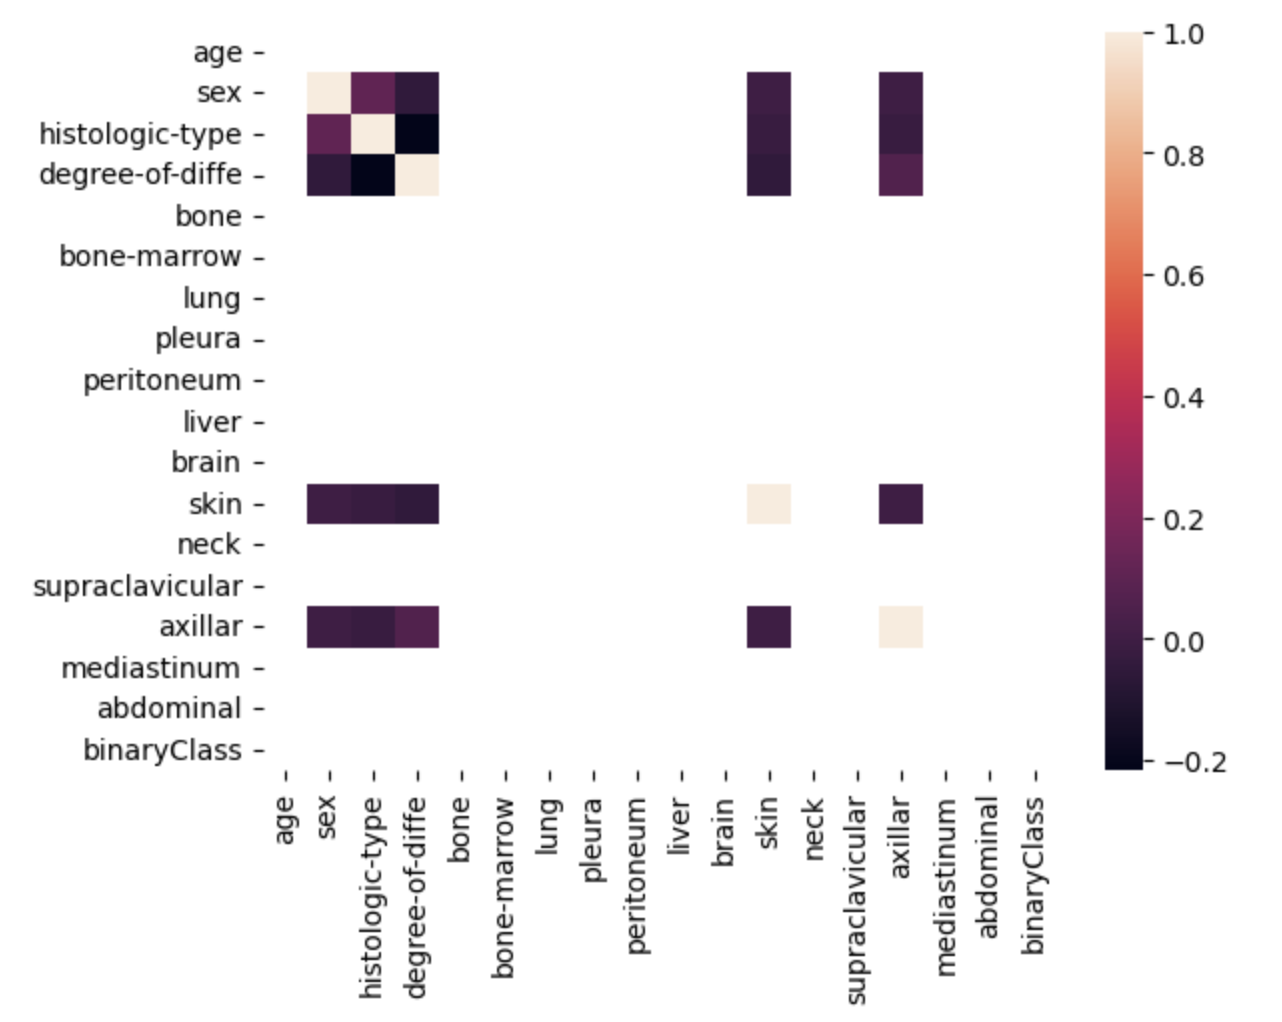 age
sex
histologic-type
degree-of-diffe
bone
bone-marrow
lung
pleura
peritoneum
liver
brain
skin
neck
supraclavicular
axillar
mediastinum
abdominal
binaryClass
age
sex
histologic-type
degree-of-diffe
bone
bone-marrow
lung
pleura
peritoneum
liver
brain
skin
neck
supraclavicular
axillar
mediastinum
abdominal
binaryClass
1.0
0.8
0.6
0.4
0.2
0.0
−0.2